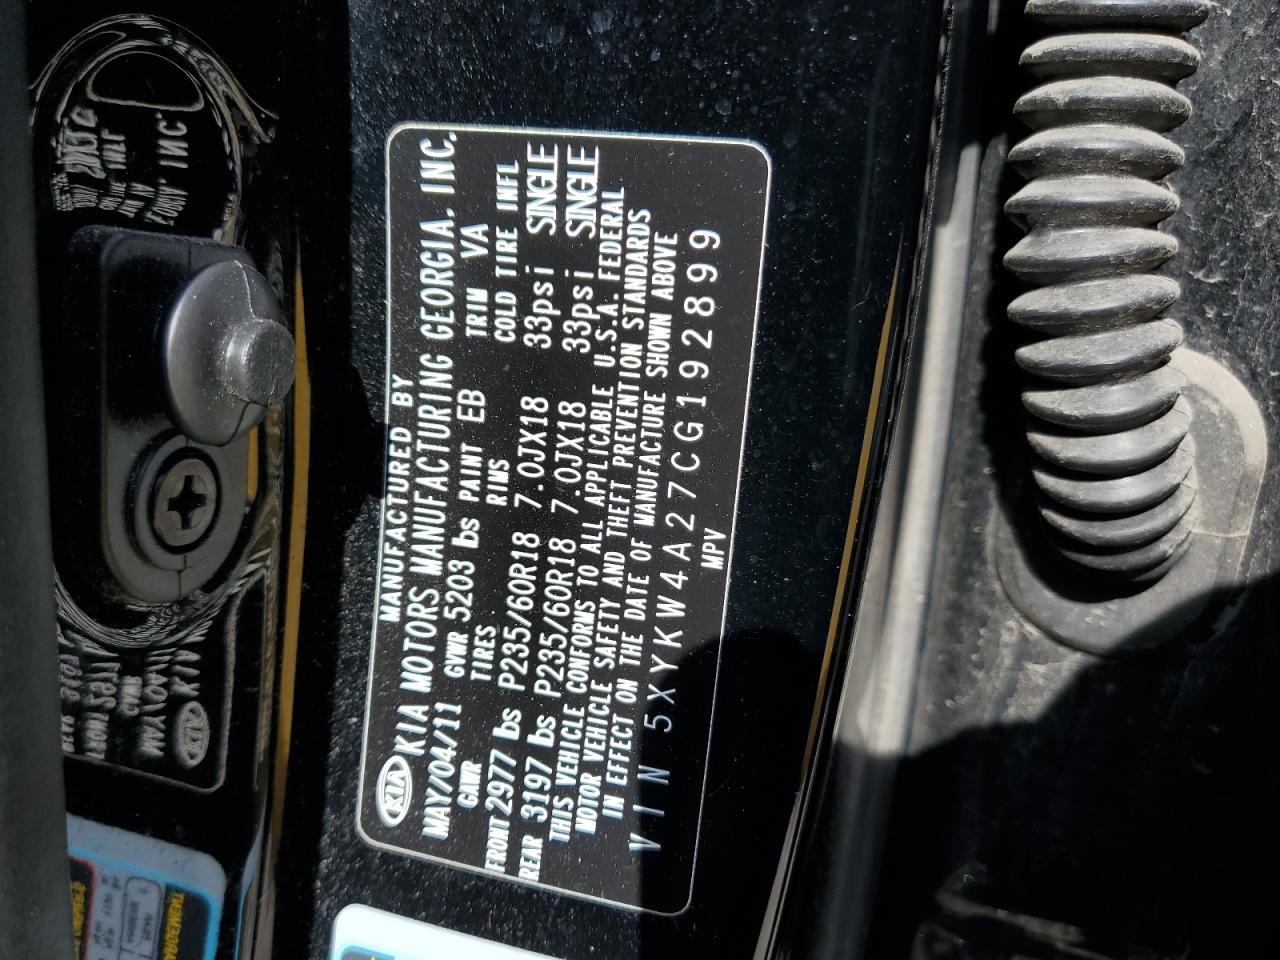 MANUFACTURED BY
KIA KIA MOTORS MANUFACTURING GEORGIA, INC.
MAY/04/11 GVWR 5203 lbs PAINT EB TRIM VA
GAWR TIRES RIMS COLD TIRE INFL
FRONT 2977 lbs P235/60R18 7.0JX18 33psi SINGLE
REAR 3197 lbs P235/60R18 7.0JX18 33psi SINGLE
THIS VEHICLE CONFORMS TO ALL APPLICABLE U.S.A. FEDERAL
MOTOR VEHICLE SAFETY AND THEFT PREVENTION STANDARDS
IN EFFECT ON THE DATE OF MANUFACTURE SHOWN ABOVE
VIN 5XYKW4A27CG192899
MPV